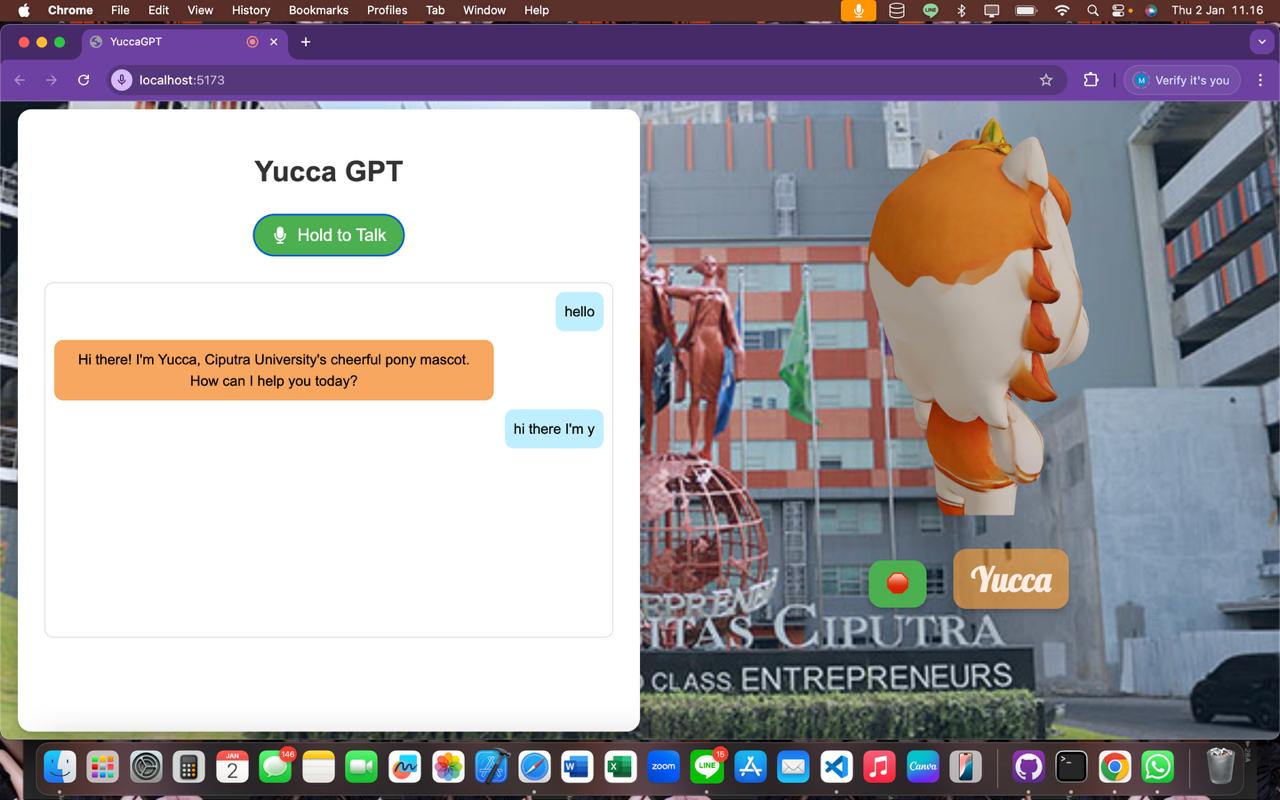 Chrome File Edit View History Bookmarks Profiles Tab Window Help Thu 2 Jan 11.16
YuccaGPT
localhost:5173 M Verify it's you
Yucca GPT
Hold to Talk
hello
Hi there! I'm Yucca, Ciputra University's cheerful pony mascot.
How can I help you today?
hi there I'm y
Yucca
EPREN
ITAS CIPUTRA
CLASS ENTREPRENEURS
JAN
2
146
zoom
LINE
15
W
X
Canva